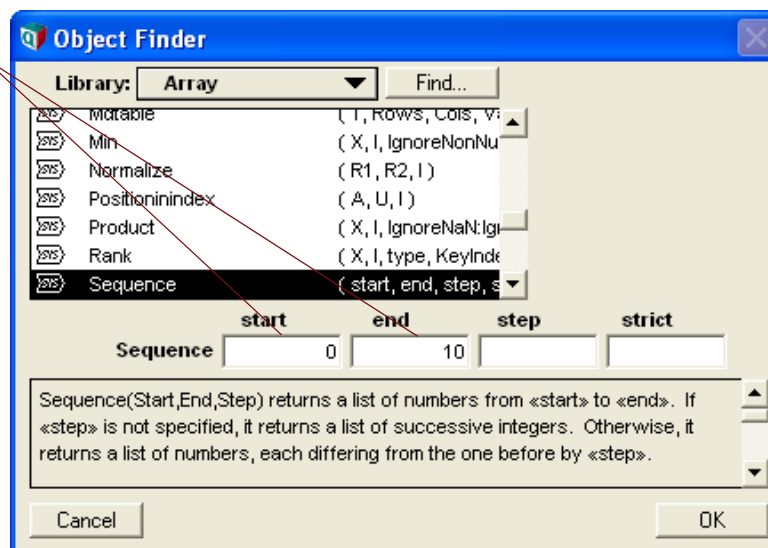 Object Finder
Library: Array Find...
Mdtable ( T, Rows, Cols, V
Min ( X, I, IgnoreNonNu
Normalize ( R1, R2, I )
Positioninindex ( A, U, I )
Product ( X, I, IgnoreNaN:Ig
Rank ( X, I, type, KeyInde
Sequence ( start, end, step, s
start end step strict
Sequence 0 10
Sequence(Start,End,Step) returns a list of numbers from «start» to «end». If
«step» is not specified, it returns a list of successive integers. Otherwise, it
returns a list of numbers, each differing from the one before by «step».
Cancel OK